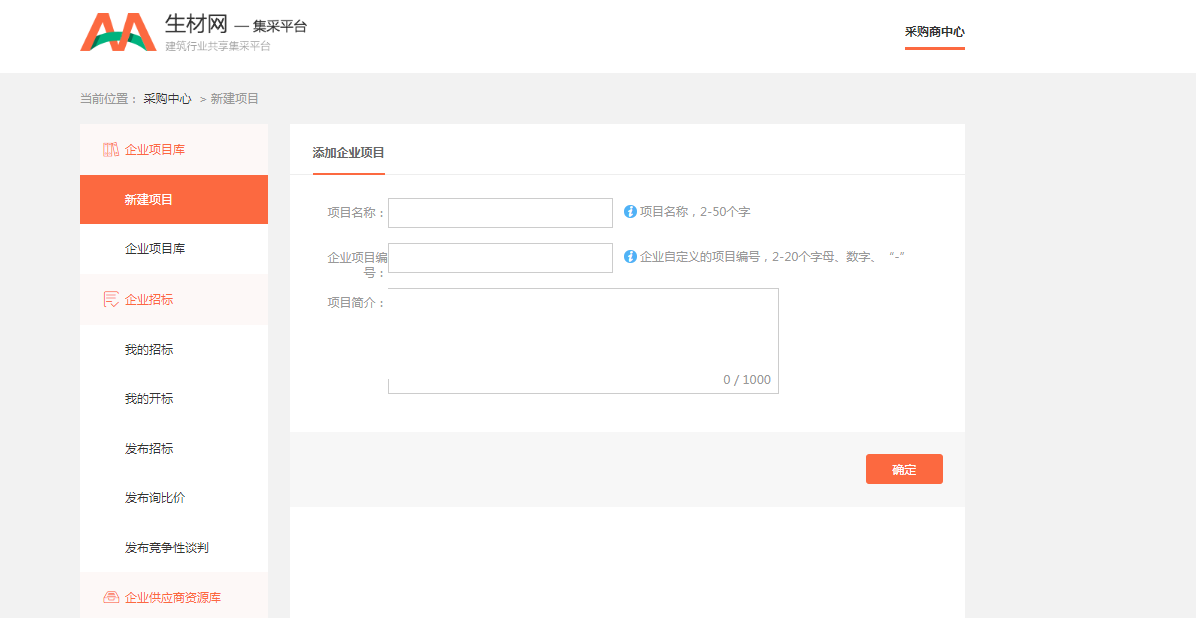 生材网 — 集采平台
建筑行业共享集采平台
采购商中心
当前位置： 采购中心 > 新建项目
企业项目库
新建项目
企业项目库
企业招标
我的招标
我的开标
发布招标
发布询比价
发布竞争性谈判
企业供应商资源库
添加企业项目
项目名称：
项目名称，2-50个字
企业项目编
号：
企业自定义的项目编号，2-20个字母、数字、“-”
项目简介：
0 / 1000
确定